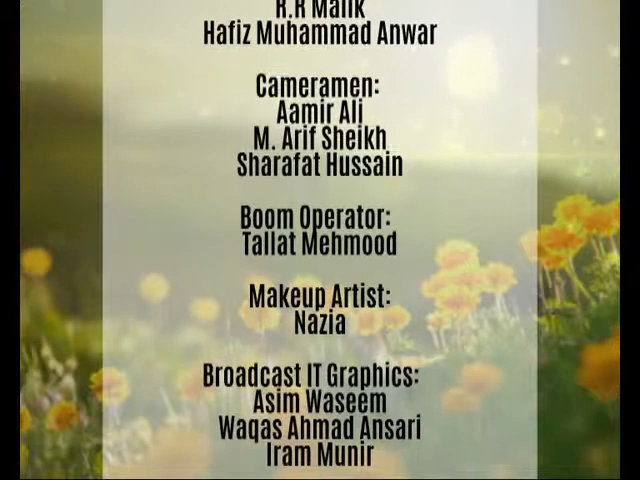 R.R Malik
Hafiz Muhammad Anwar
Cameramen:
Aamir Ali
M. Arif Sheikh
Sharafat Hussain
Boom Operator:
Tallat Mehmood
Makeup Artist:
Nazia
Broadcast IT Graphics:
Asim Waseem
Waqas Ahmad Ansari
Iram Munir